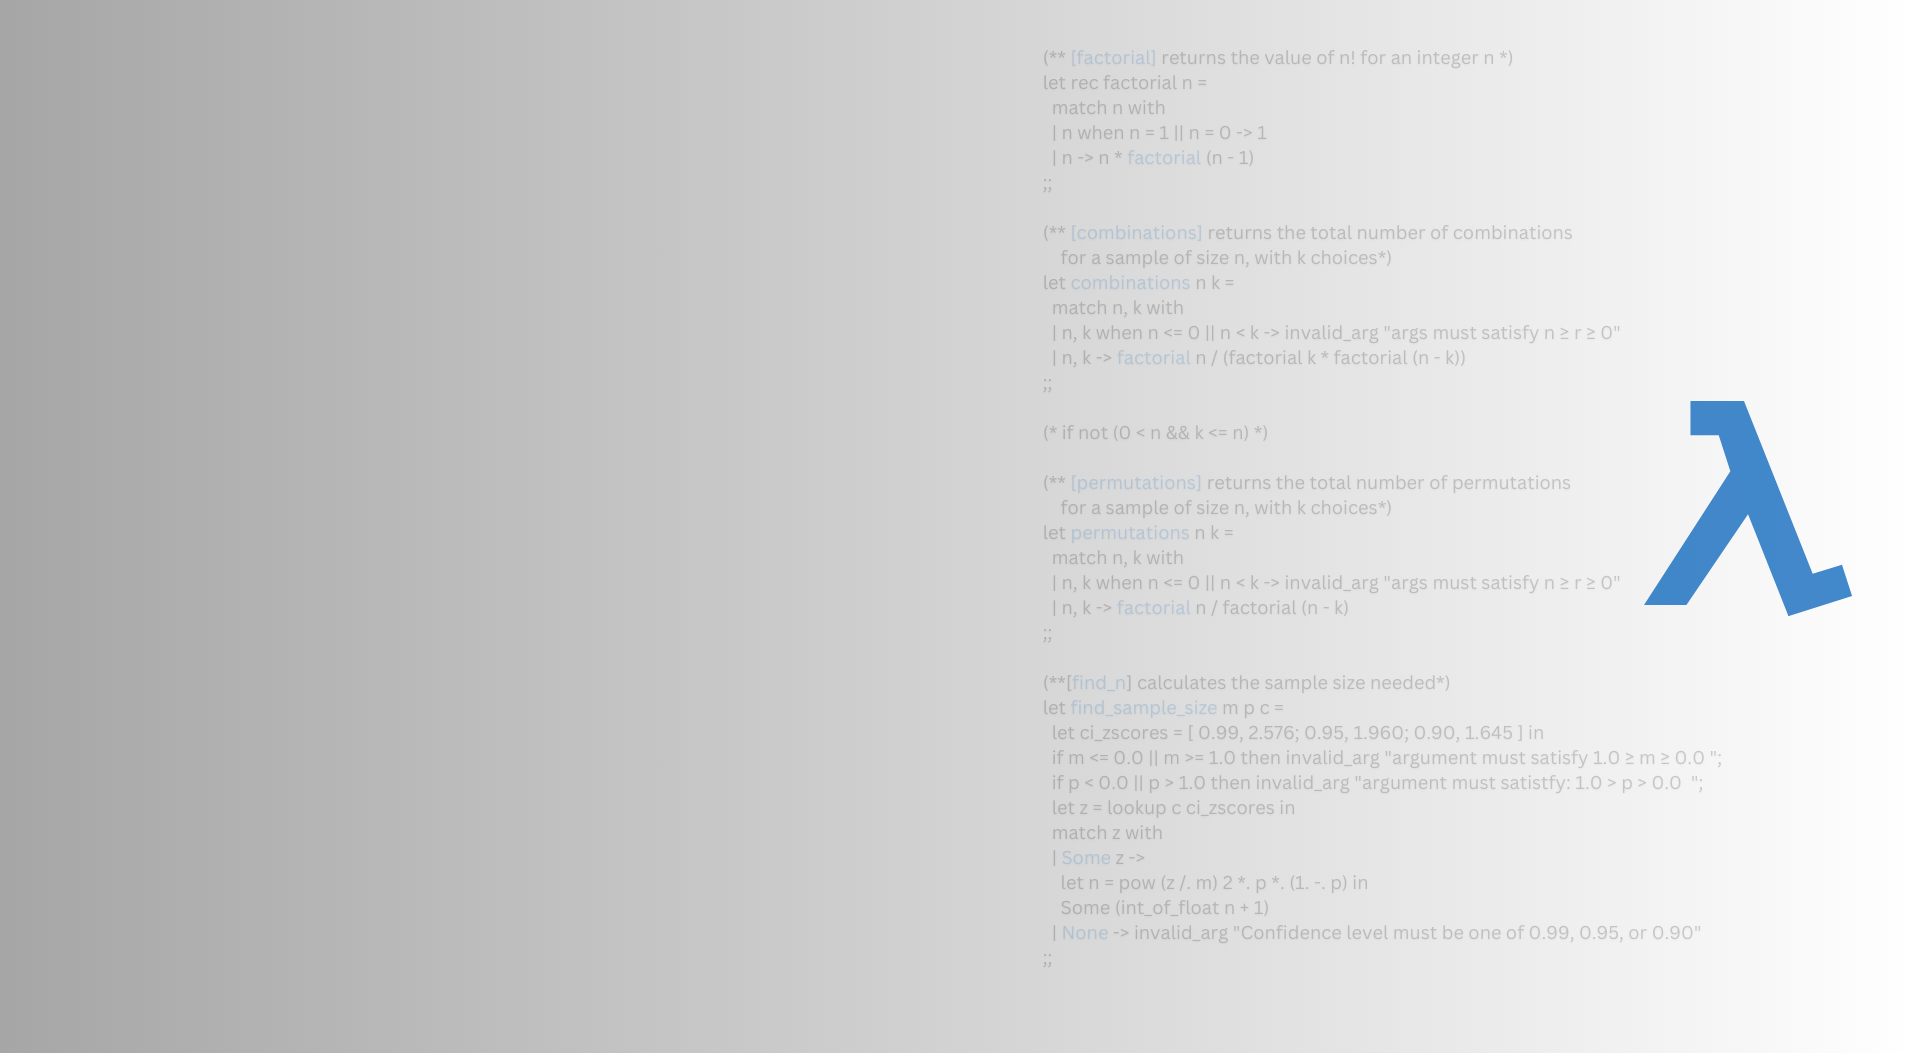 (** [factorial] returns the value of n! for an integer n *)
let rec factorial n =
  match n with
  | n when n = 1 || n = 0 -> 1
  | n -> n * factorial (n - 1)
;;

(** [combinations] returns the total number of combinations
    for a sample of size n, with k choices*)
let combinations n k =
  match n, k with
  | n, k when n <= 0 || n < k -> invalid_arg "args must satisfy n ≥ r ≥ 0"
  | n, k -> factorial n / (factorial k * factorial (n - k))
;;

(* if not (0 < n && k <= n) *)

(** [permutations] returns the total number of permutations
    for a sample of size n, with k choices*)
let permutations n k =
  match n, k with
  | n, k when n <= 0 || n < k -> invalid_arg "args must satisfy n ≥ r ≥ 0"
  | n, k -> factorial n / factorial (n - k)
;;

λ

(**[find_n] calculates the sample size needed*)
let find_sample_size m p c =
  let ci_zscores = [ 0.99, 2.576; 0.95, 1.960; 0.90, 1.645 ] in
  if m <= 0.0 || m >= 1.0 then invalid_arg "argument must satisfy 1.0 ≥ m ≥ 0.0 ";
  if p < 0.0 || p > 1.0 then invalid_arg "argument must satistfy: 1.0 > p > 0.0  ";
  let z = lookup c ci_zscores in
  match z with
  | Some z ->
    let n = pow (z /. m) 2 *. p *. (1. -. p) in
    Some (int_of_float n + 1)
  | None -> invalid_arg "Confidence level must be one of 0.99, 0.95, or 0.90"
;;